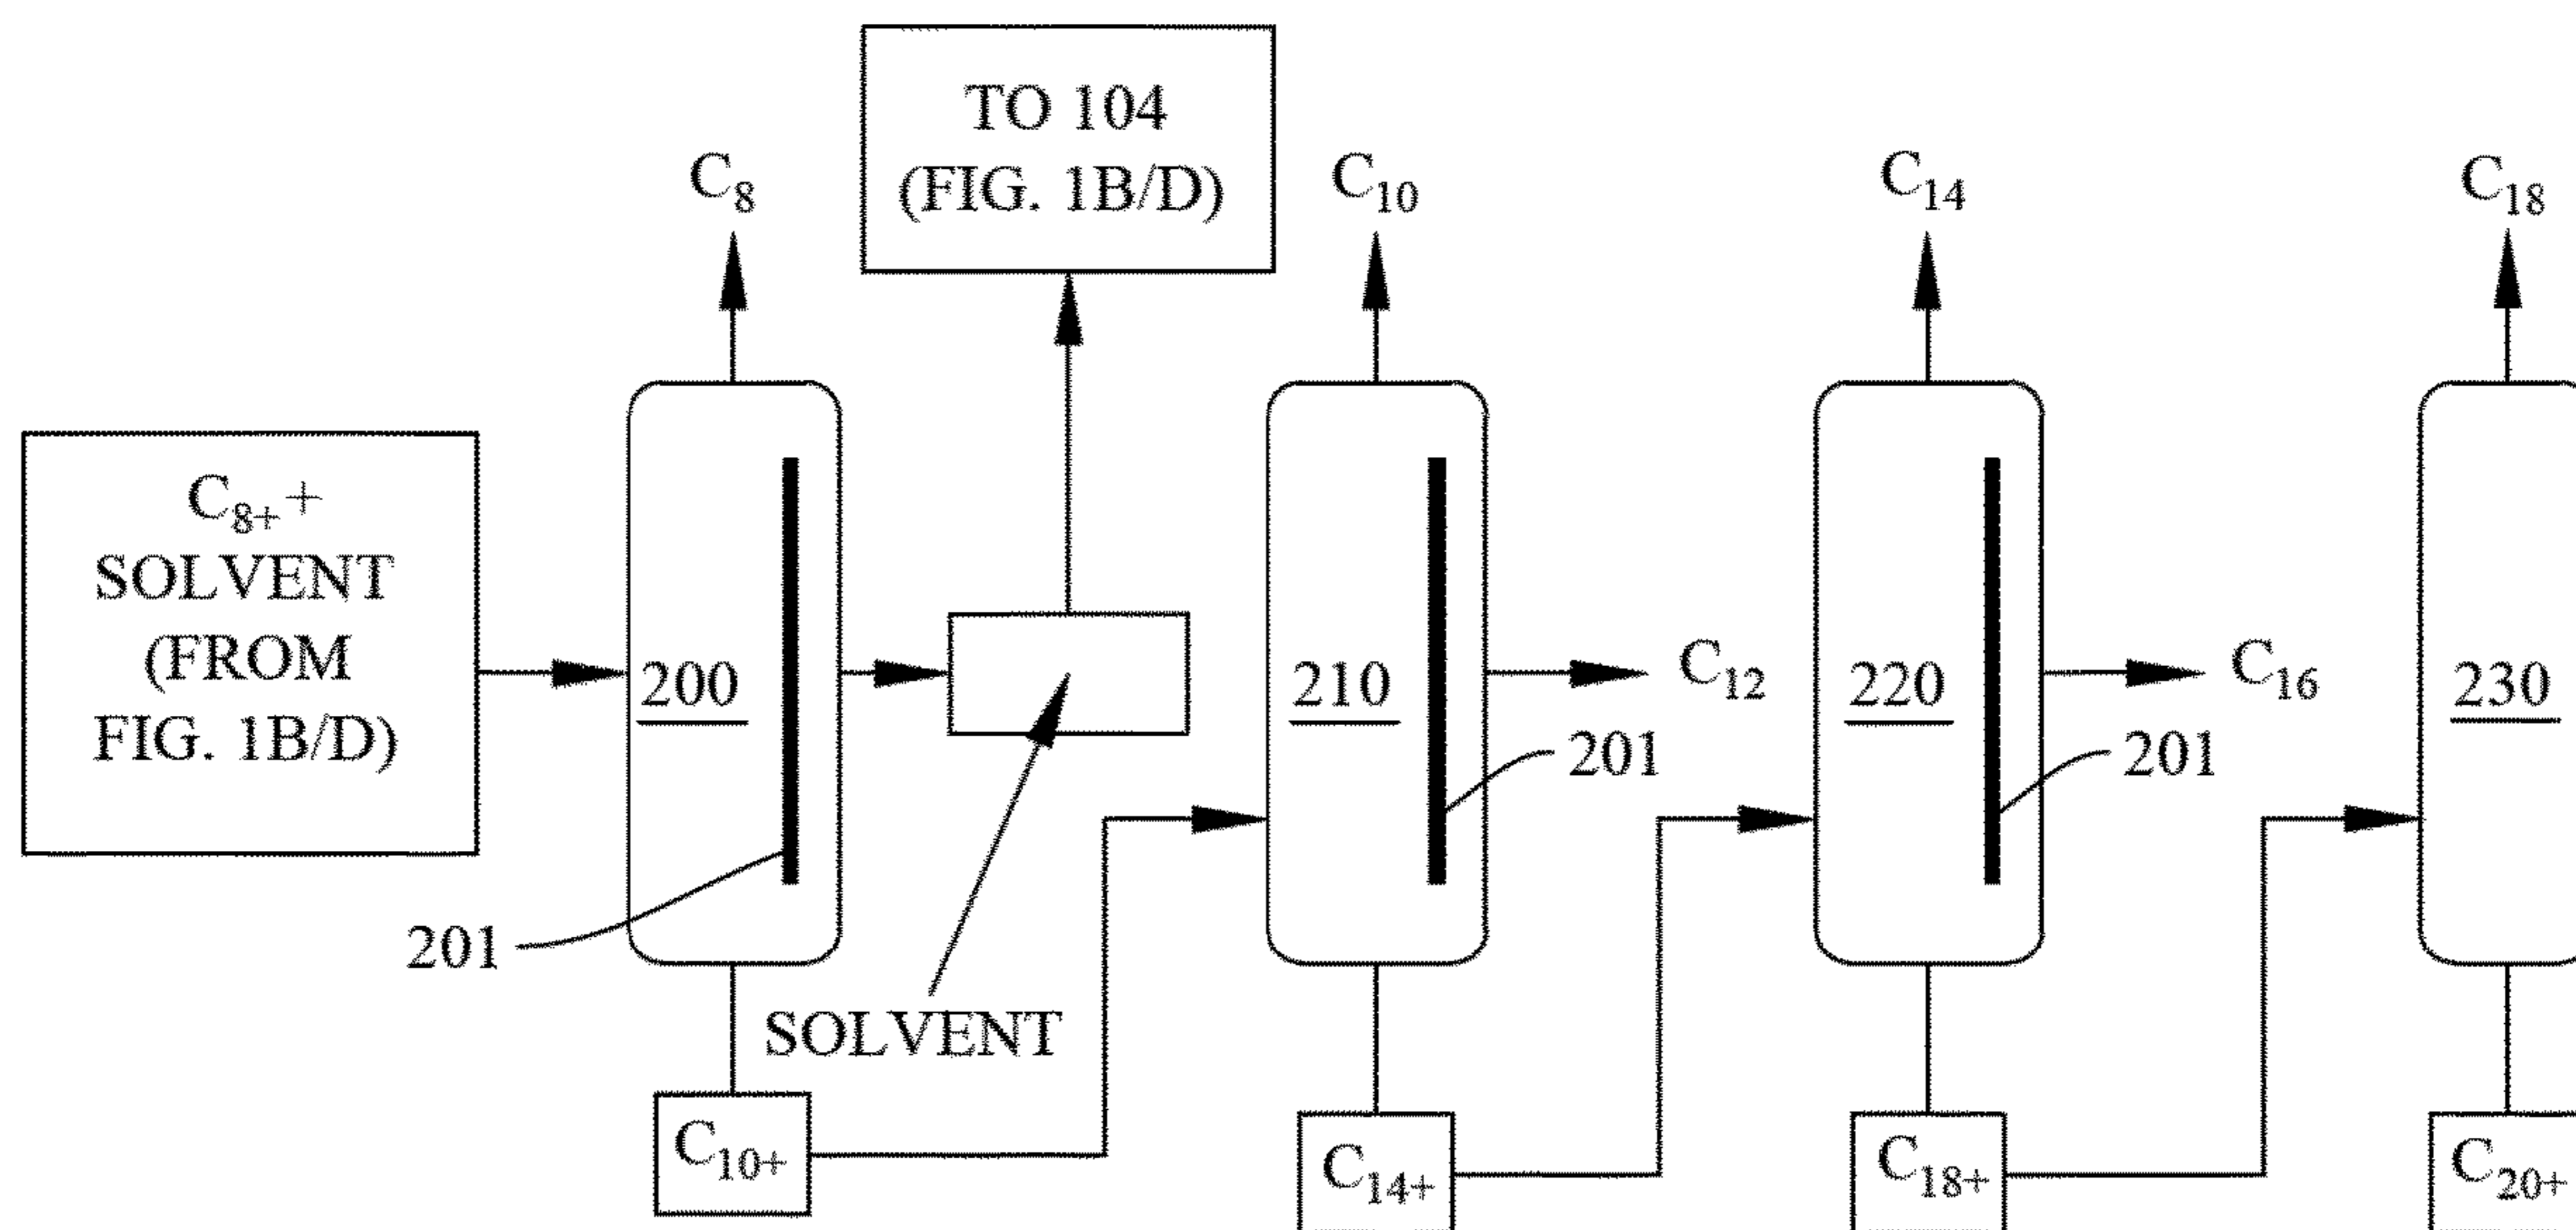 TO 104
(FIG. 1B/D)
C8
C10
C14
C18
C8+ +
SOLVENT
(FROM
FIG. 1B/D)
200
210
C12
220
C16
230
201
201
201
SOLVENT
C10+
C14+
C18+
C20+